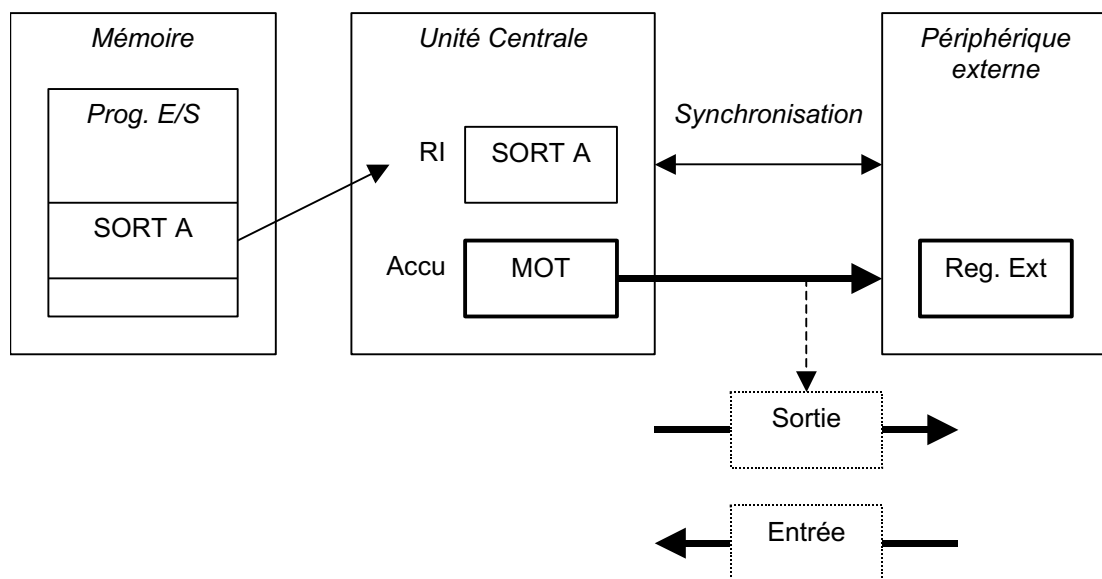 Mémoire
Unité Centrale
Périphérique
externe
Prog. E/S
Synchronisation
RI
SORT A
SORT A
Accu
MOT
Reg. Ext
Sortie
Entrée